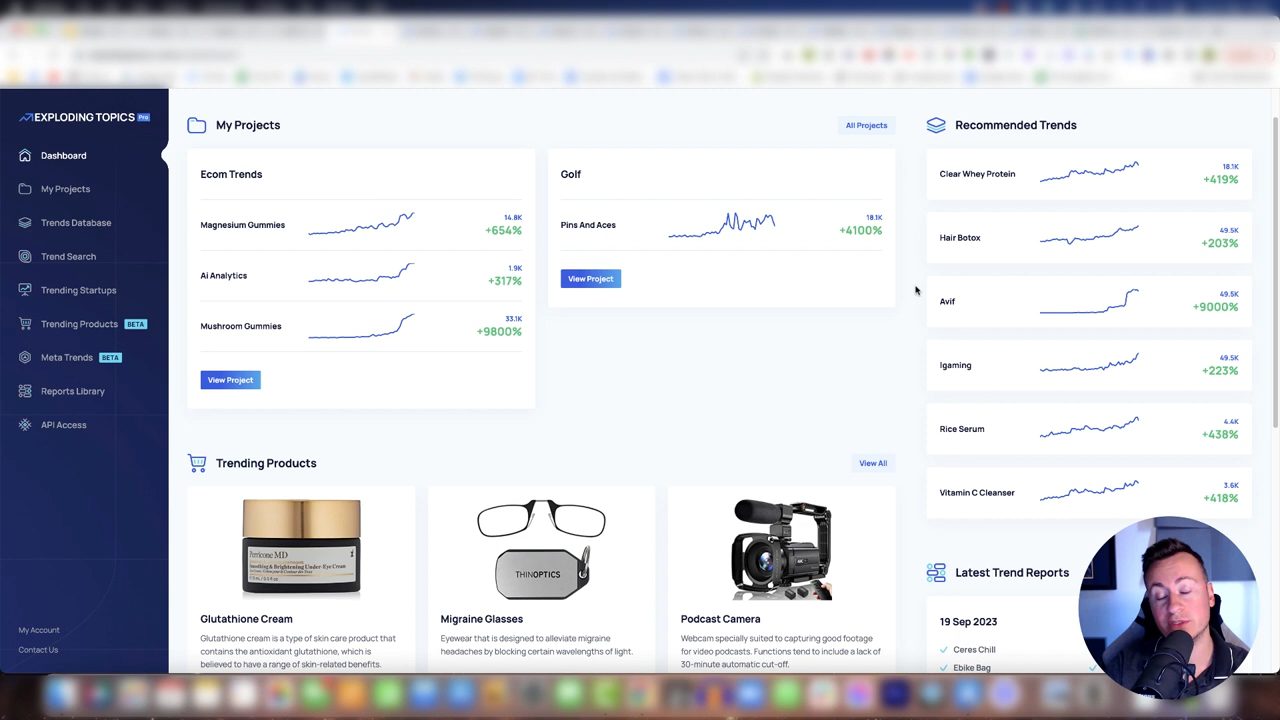 EXPLODING TOPICS Pro
Dashboard
My Projects
Trends Database
Trend Search
Trending Startups
Trending Products BETA
Meta Trends BETA
Reports Library
API Access
My Account
Contact Us
My Projects
All Projects
Ecom Trends
Magnesium Gummies
14.8K
+654%
Ai Analytics
1.9K
+317%
Mushroom Gummies
33.1K
+9800%
View Project
Golf
Pins And Aces
18.1K
+4100%
View Project
Trending Products
View All
Perricone MD
Glutathione Cream
Glutathione cream is a type of skin care product that
contains the antioxidant glutathione, which is
believed to have a range of skin-related benefits.
THINOPTICS
Migraine Glasses
Eyewear that is designed to alleviate migraine
headaches by blocking certain wavelengths of light.
Podcast Camera
Webcam specially suited to capturing good footage
for video podcasts. Functions tend to include a lack of
30-minute automatic cut-off.
Recommended Trends
Clear Whey Protein
18.1K
+419%
Hair Botox
49.5K
+203%
Avif
49.5K
+9000%
Igaming
49.5K
+223%
Rice Serum
4.4K
+438%
Vitamin C Cleanser
3.6K
+418%
Latest Trend Reports
19 Sep 2023
Ceres Chill
Ebike Bag